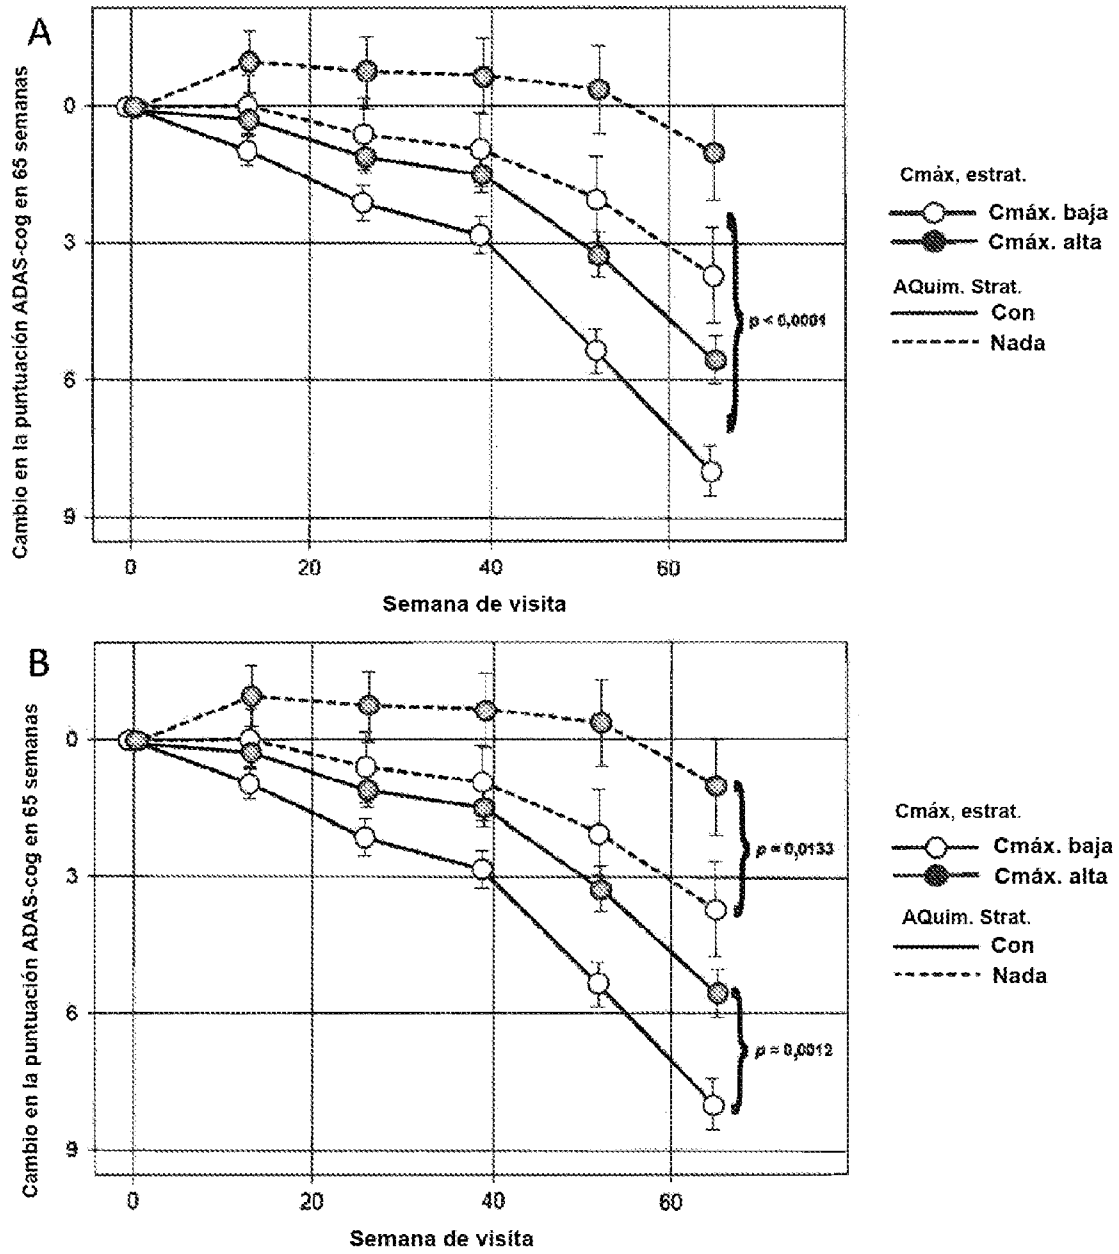 A
Cambio en la puntuación ADAS-cog en 65 semanas
0
3
6
9
0
20
40
60
Semana de visita
p < 0,0001
Cmáx, estrat.
Cmáx. baja
Cmáx. alta
AQuim. Strat.
Con
Nada
B
Cambio en la puntuación ADAS-cog en 65 semanas
0
3
6
9
0
20
40
60
Semana de visita
p = 0,0133
p = 0,0012
Cmáx, estrat.
Cmáx. baja
Cmáx. alta
AQuim. Strat.
Con
Nada